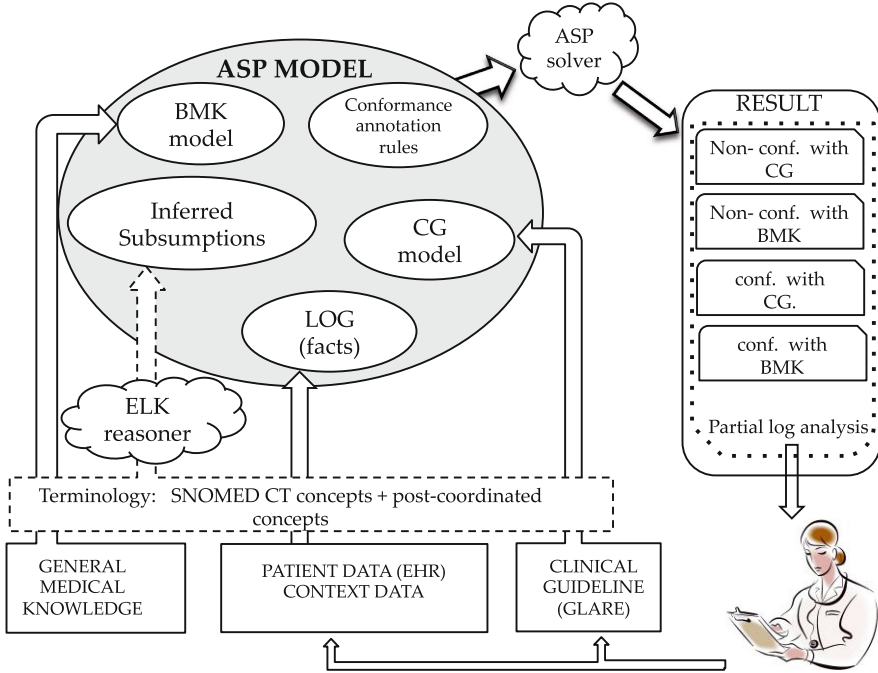 ASP
solver
ASP MODEL
BMK
model
Conformance
annotation
rules
Inferred
Subsumptions
CG
model
LOG
(facts)
ELK
reasoner
RESULT
Non- conf. with
CG
Non- conf. with
BMK
conf. with
CG.
conf. with
BMK
Partial log analysis
Terminology: SNOMED CT concepts + post-coordinated
concepts
GENERAL
MEDICAL
KNOWLEDGE
PATIENT DATA (EHR)
CONTEXT DATA
CLINICAL
GUIDELINE
(GLARE)